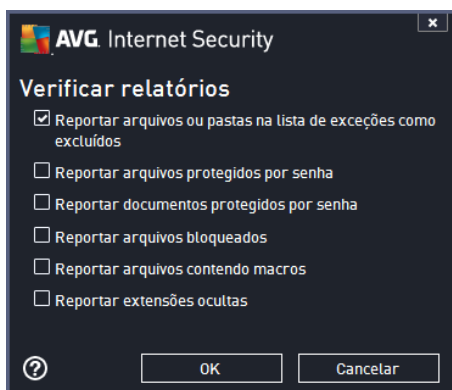 AVG. Internet Security
x
Verificar relatórios
Reportar arquivos ou pastas na lista de exceções como
excluídos
Reportar arquivos protegidos por senha
Reportar documentos protegidos por senha
Reportar arquivos bloqueados
Reportar arquivos contendo macros
Reportar extensões ocultas
?
OK
Cancelar